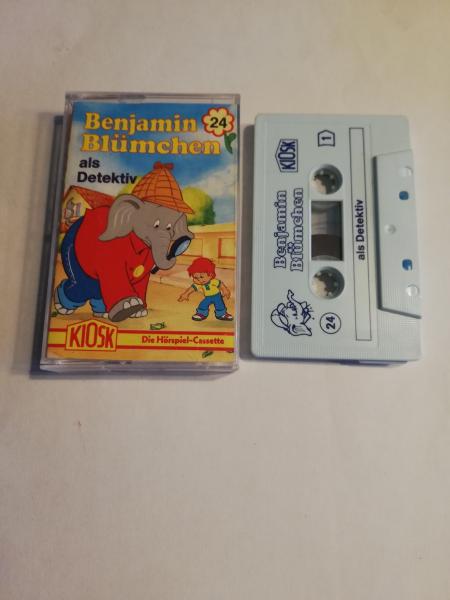 Benjamin
Blümchen
24
als
Detektiv
KIOSK
Die Hörspiel-Cassette
KIOSK
1
Benjamin
Blümchen
als Detektiv
24